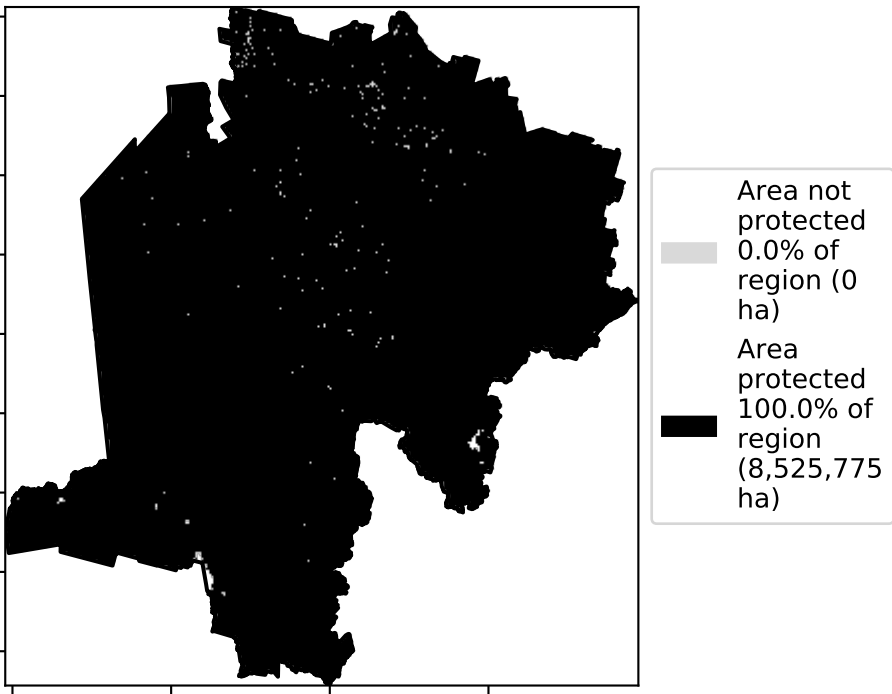 Area not
protected
0.0% of
region (0
ha)
Area
protected
100.0% of
region
(8,525,775
ha)